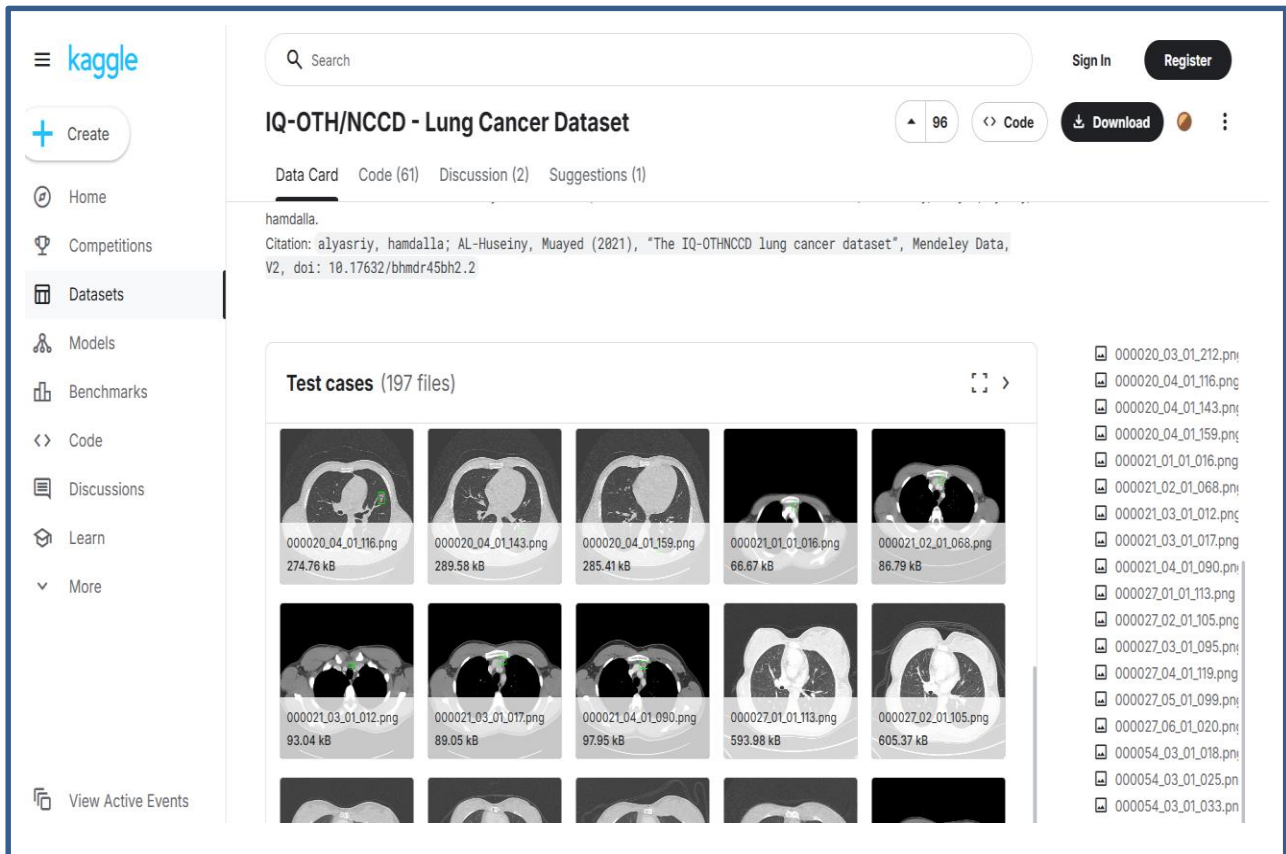 kaggle
Search
Sign In
Register
Create
Home
Competitions
Datasets
Models
Benchmarks
Code
Discussions
Learn
More
View Active Events
IQ-OTH/NCCD - Lung Cancer Dataset
96
<> Code
Download
Data Card Code (61) Discussion (2) Suggestions (1)
hamdalla.
Citation: alyasriy, hamdalla; AL-Huseiny, Muayed (2021), "The IQ-OTHNCCD lung cancer dataset", Mendeley Data,
V2, doi: 10.17632/bhmdr45bh2.2
Test cases (197 files)
000020_04_01_116.png 000020_04_01_143.png 000020_04_01_159.png 000021_01_01_016.png 000021_02_01_068.png
274.76 kB 289.58 kB 285.41 kB 66.67 kB 86.79 kB
000021_03_01_012.png 000021_03_01_017.png 000021_04_01_090.png 000027_01_01_113.png 000027_02_01_105.png
93.04 kB 89.05 kB 97.95 kB 593.98 kB 605.37 kB
000020_03_01_212.png
000020_04_01_116.png
000020_04_01_143.png
000020_04_01_159.png
000021_01_01_016.png
000021_02_01_068.png
000021_03_01_012.png
000021_03_01_017.png
000021_04_01_090.png
000027_01_01_113.png
000027_02_01_105.png
000027_03_01_095.png
000027_04_01_119.png
000027_05_01_099.png
000027_06_01_020.png
000054_03_01_018.png
000054_03_01_025.pn
000054_03_01_033.pn